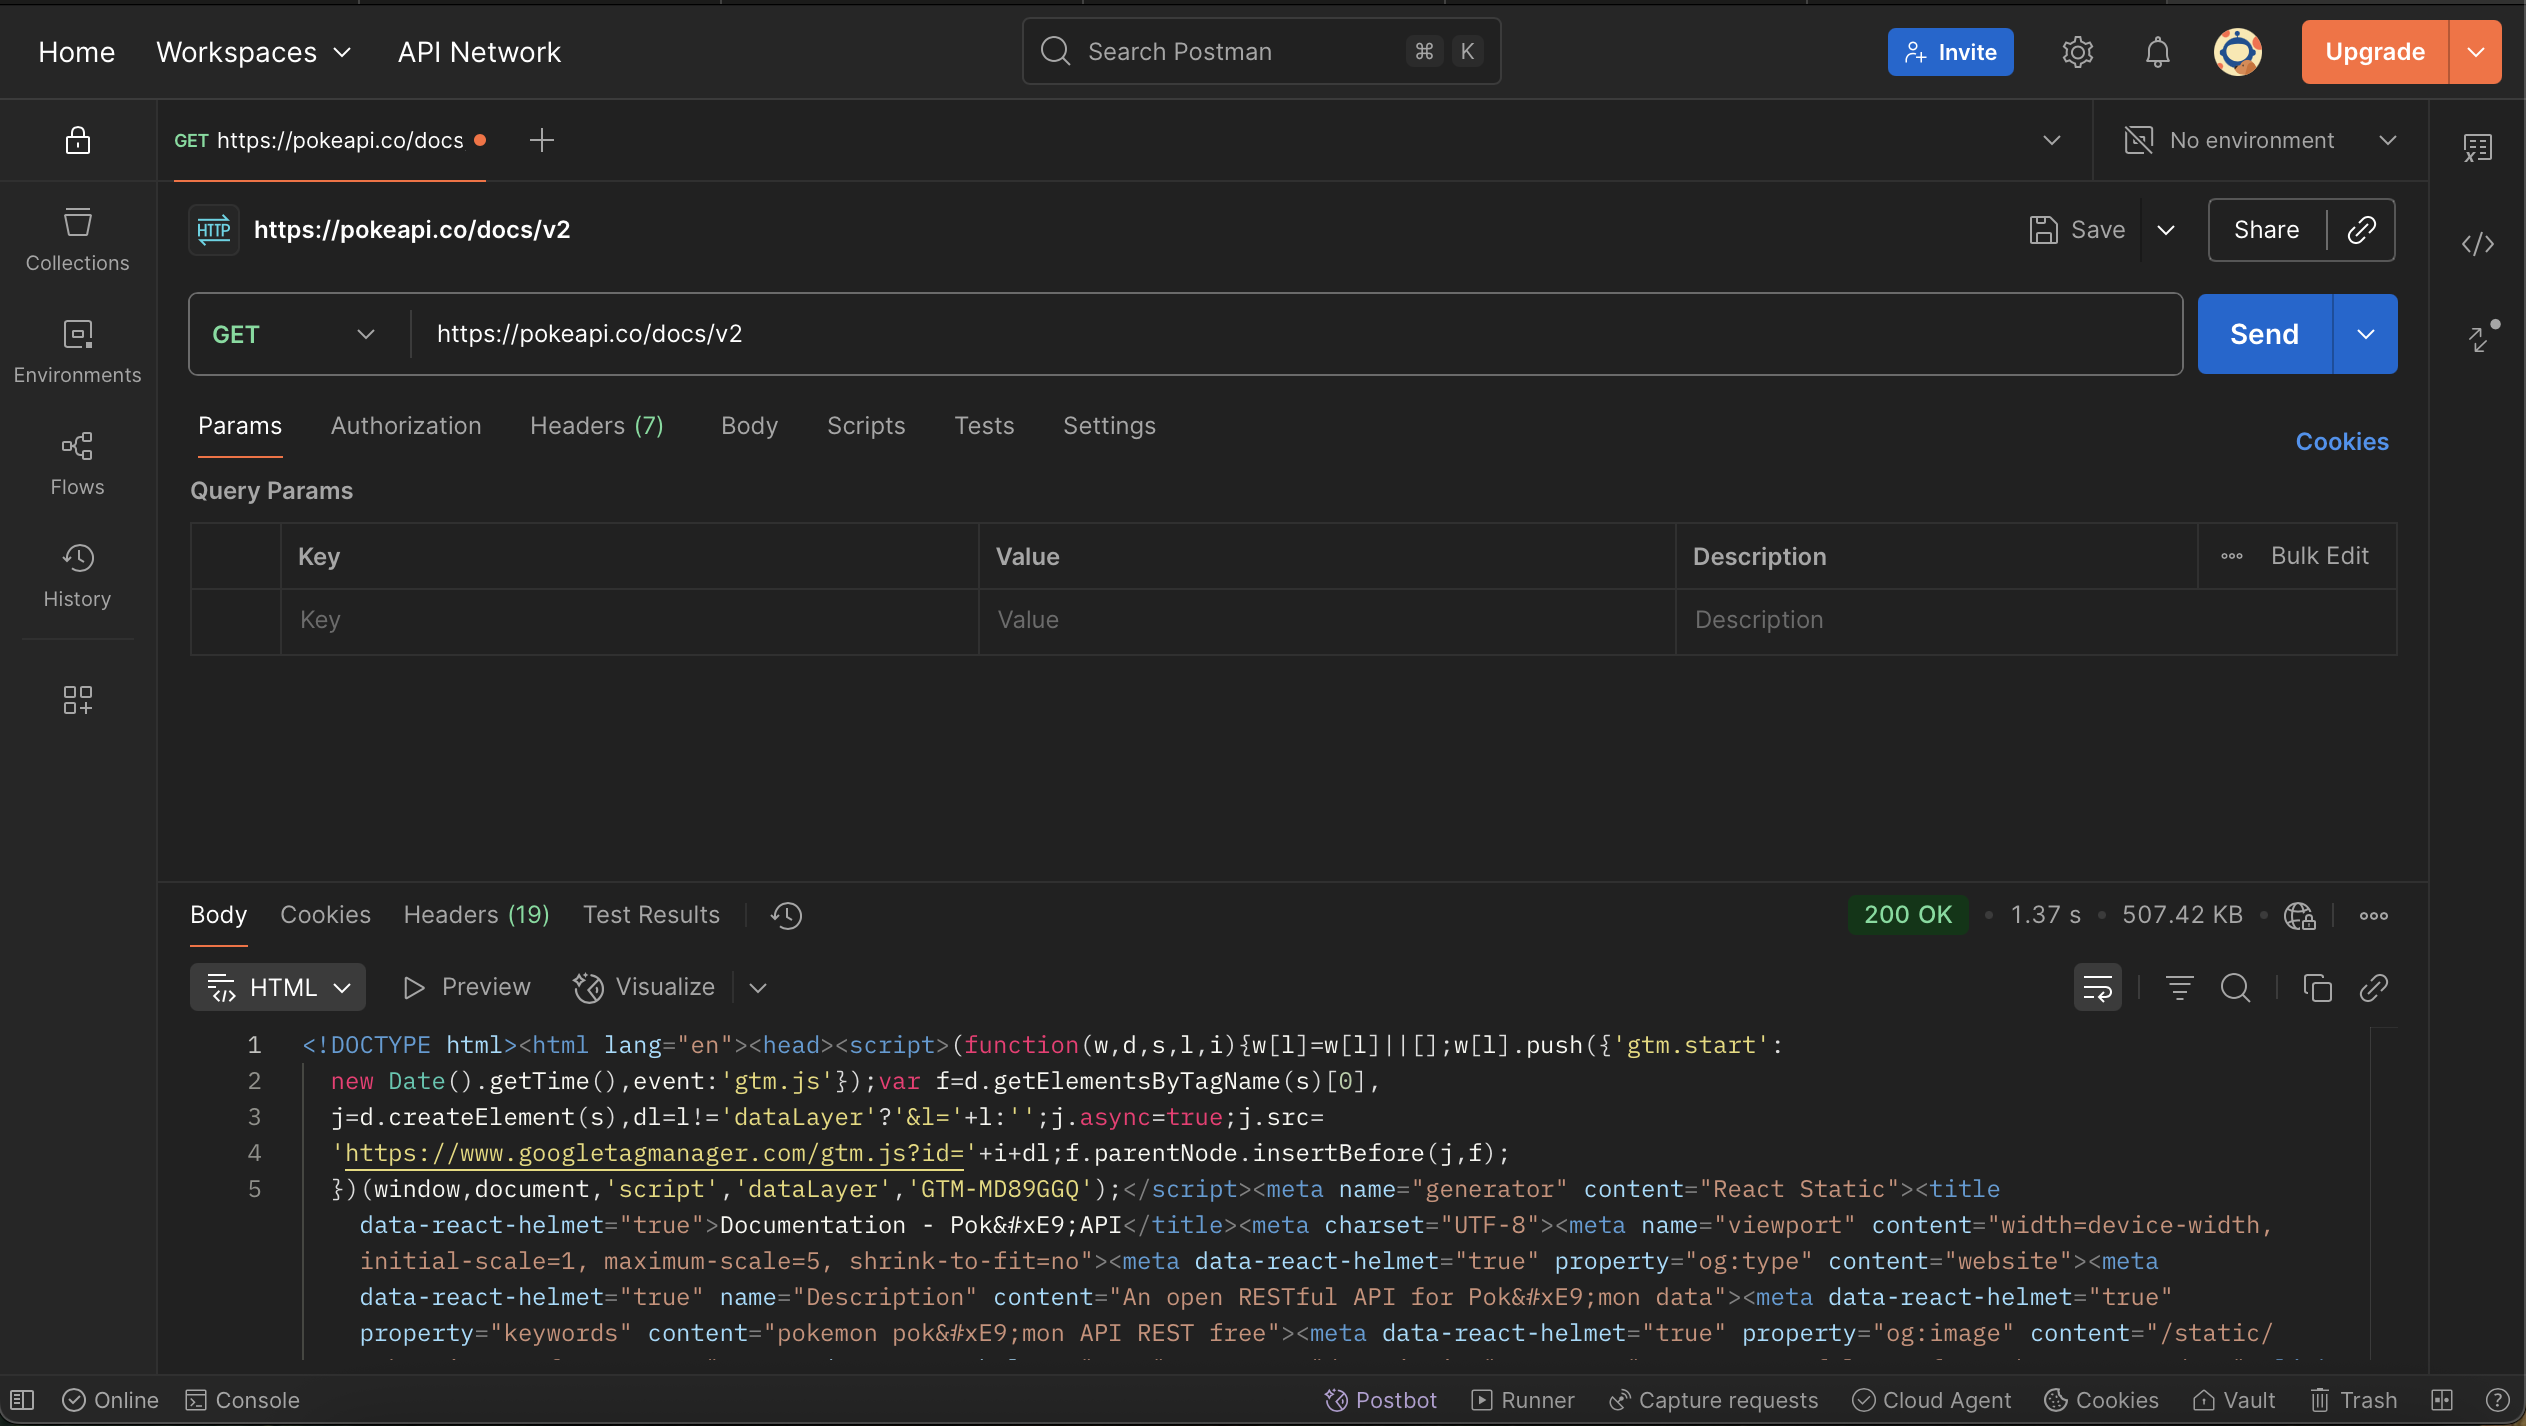 Home Workspaces API Network Search Postman ⌘ K Invite Upgrade
GET https://pokeapi.co/docs No environment
HTTP https://pokeapi.co/docs/v2 Save Share
GET https://pokeapi.co/docs/v2 Send
Collections
Environments
Flows
History
Params Authorization Headers (7) Body Scripts Tests Settings Cookies
Query Params
Key Value Description Bulk Edit
Key Value Description
Body Cookies Headers (19) Test Results 200 OK 1.37 s 507.42 KB
HTML Preview Visualize
1 <!DOCTYPE html><html lang="en"><head><script>(function(w,d,s,l,i){w[l]=w[l]||[];w[l].push({'gtm.start':
2 new Date().getTime(),event:'gtm.js'});var f=d.getElementsByTagName(s)[0],
3 j=d.createElement(s),dl=l!='dataLayer'?'&l='+l:'';j.async=true;j.src=
4 'https://www.googletagmanager.com/gtm.js?id='+i+dl;f.parentNode.insertBefore(j,f);
5 })(window,document,'script','dataLayer','GTM-MD89GGQ');</script><meta name="generator" content="React Static"><title
data-react-helmet="true">Documentation - Pok&#xE9;API</title><meta charset="UTF-8"><meta name="viewport" content="width=device-width,
initial-scale=1, maximum-scale=5, shrink-to-fit=no"><meta data-react-helmet="true" property="og:type" content="website"><meta
data-react-helmet="true" name="Description" content="An open RESTful API for Pok&#xE9;mon data"><meta data-react-helmet="true"
property="keywords" content="pokemon pok&#xE9;mon API REST free"><meta data-react-helmet="true" property="og:image" content="/static/
Online Console Postbot Runner Capture requests Cloud Agent Cookies Vault Trash